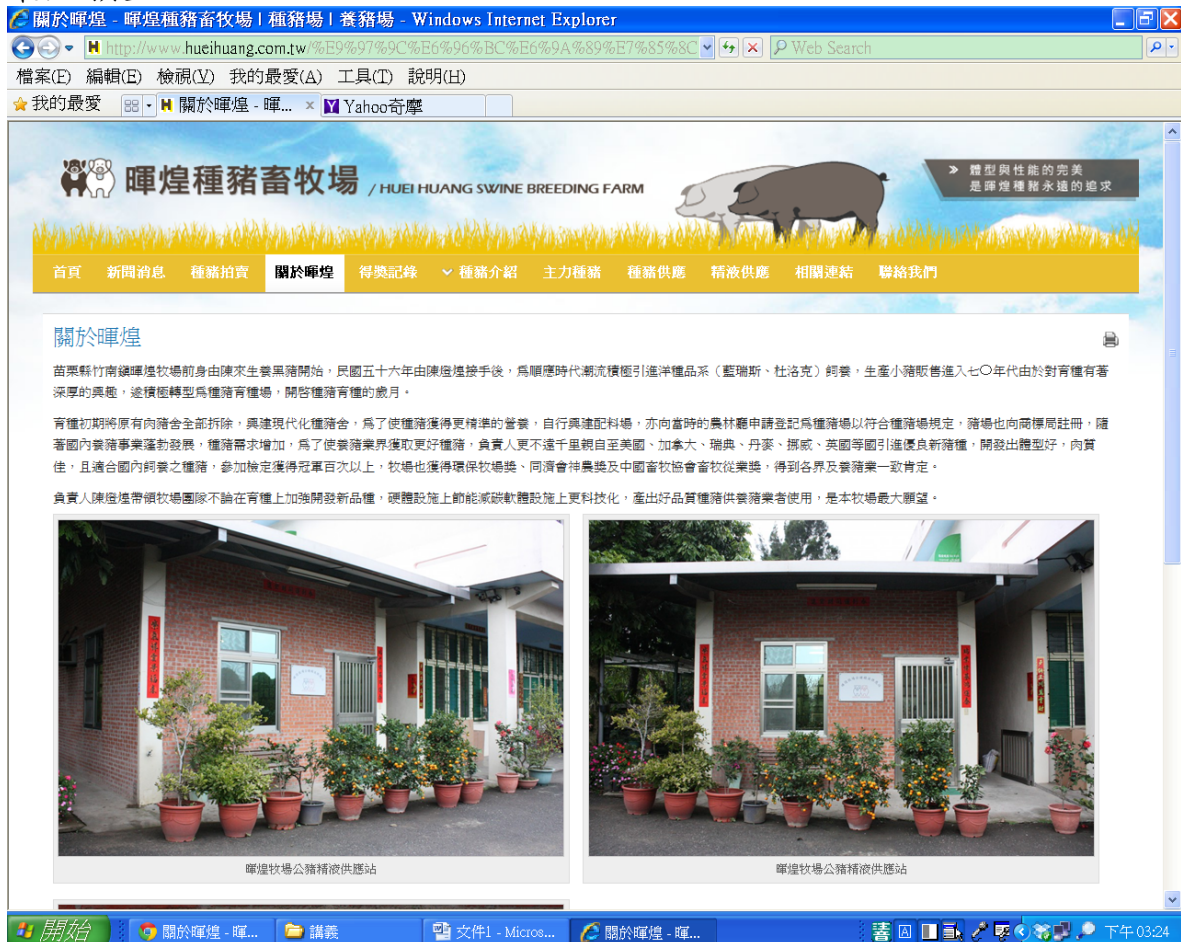 關於暉煌 - 暉煌種豬畜牧場 | 種豬場 | 養豬場 - Windows Internet Explorer
http://www.hueihuang.com.tw/%E9%97%9C%E6%96%BC%E6%9A%89%E7%85%8C
Web Search
檔案(F) 編輯(E) 檢視(V) 我的最愛(A) 工具(T) 說明(H)
我的最愛 關於暉煌 - 暉... Yahoo奇摩
暉煌種豬畜牧場 / HUEI HUANG SWINE BREEDING FARM
體型與性能的完美
是暉煌種豬永遠的追求
首頁 新聞消息 種豬拍賣 關於暉煌 得獎記錄 種豬介紹 主力種豬 種豬供應 精液供應 相關連結 聯絡我們
關於暉煌
苗栗縣竹南鎮暉煌牧場前身由陳來生養黑豬開始，民國五十六年由陳燈煌接手後，為順應時代潮流積極引進洋種品系（藍瑞斯、杜洛克）飼養，生產小豬販售進入七〇年代由於對育種有著
深厚的興趣，遂積極轉型為種豬育種場，開啓種豬育種的歲月。
育種初期將原有肉豬舍全部拆除，興建現代化種豬舍，為了使種豬獲得更精準的營養，自行興建配料場，亦向當時的農林廳申請登記為種豬場以符合種豬場規定，豬場也向商標局註冊，隨
著國內養豬事業蓬勃發展，種豬需求增加，為了使養豬業界獲取更好種豬，負責人更不遠千里親自至美國、加拿大、瑞典、丹麥、挪威、英國等國引進優良新豬種，開發出體型好，肉質
佳，且適合國內飼養之種豬，參加檢定獲得冠軍百次以上，牧場也獲得環保牧場獎、同濟會神農獎及中國畜牧協會畜牧從業獎，得到各界及養豬業一致肯定。
負責人陳燈煌帶領牧場團隊不論在育種上加強開發新品種，硬體設施上節能減碳軟體設施上更科技化，產出好品質種豬供養豬業者使用，是本牧場最大願望。
暉煌牧場公豬精液供應站
暉煌牧場公豬精液供應站
開始 關於暉煌 - 暉... 講義 文件1 - Micros... 關於暉煌 - 暉... 下午 03:24